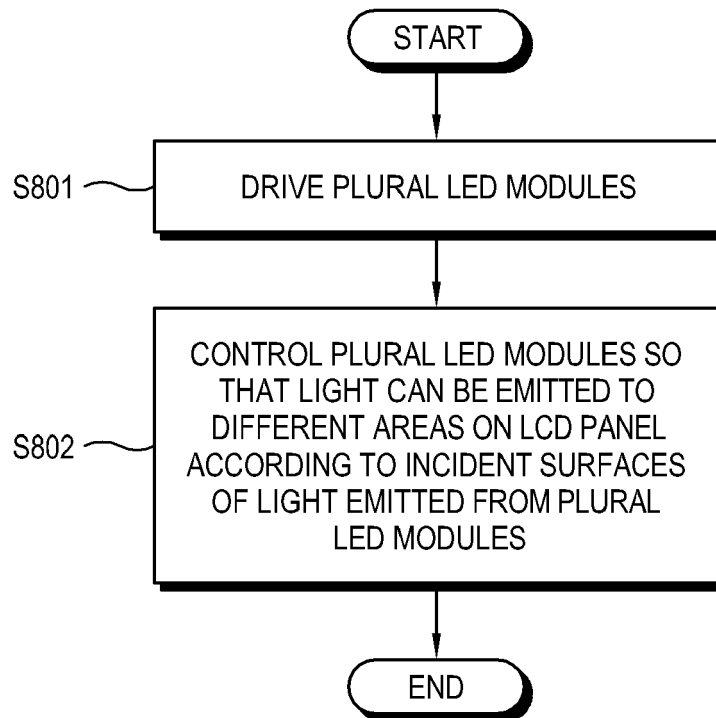 START
S801
DRIVE PLURAL LED MODULES
S802
CONTROL PLURAL LED MODULES SO
THAT LIGHT CAN BE EMITTED TO
DIFFERENT AREAS ON LCD PANEL
ACCORDING TO INCIDENT SURFACES
OF LIGHT EMITTED FROM PLURAL
LED MODULES
END